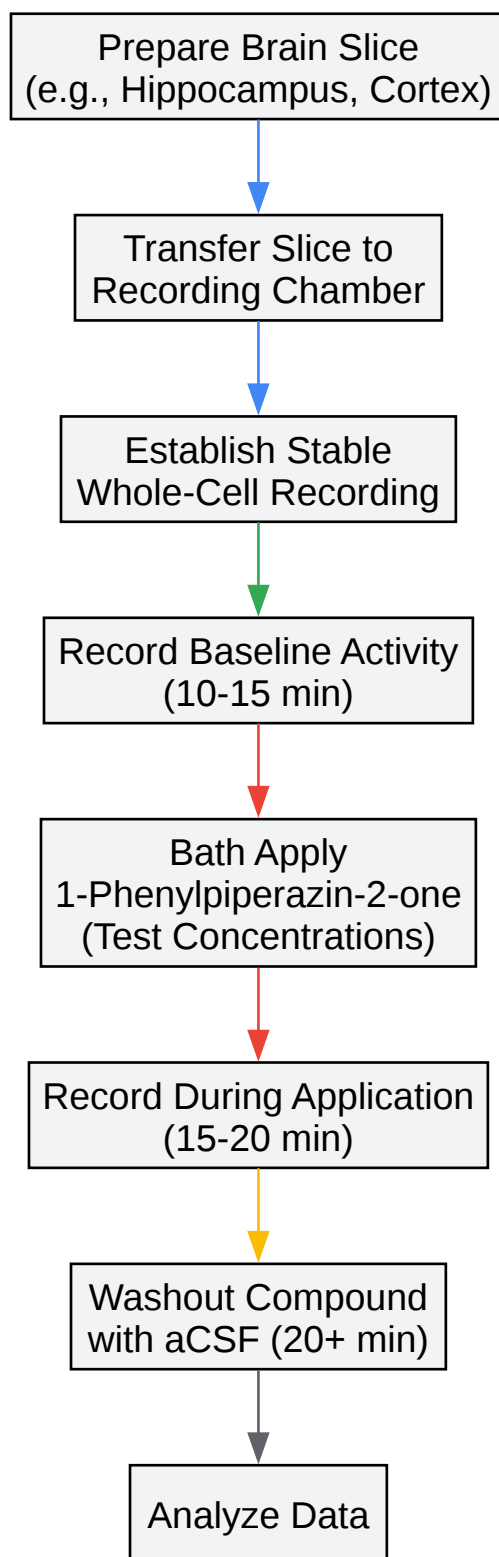 Prepare Brain Slice
(e.g., Hippocampus, Cortex)
Transfer Slice to
Recording Chamber
Establish Stable
Whole-Cell Recording
Record Baseline Activity
(10-15 min)
Bath Apply
1-Phenylpiperazin-2-one
(Test Concentrations)
Record During Application
(15-20 min)
Washout Compound
with aCSF (20+ min)
Analyze Data